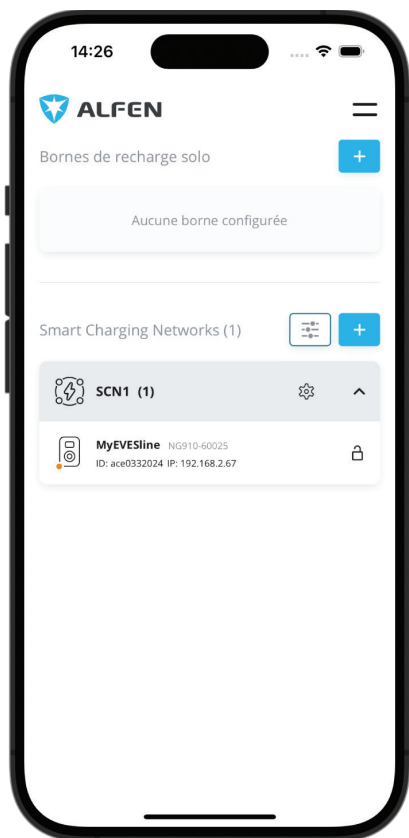 14:26
ALFEN
Bornes de recharge solo
+
Aucune borne configurée
Smart Charging Networks (1)
+
SCN1 (1)
MyEVESline NG910-60025
ID: ace0332024 IP: 192.168.2.67